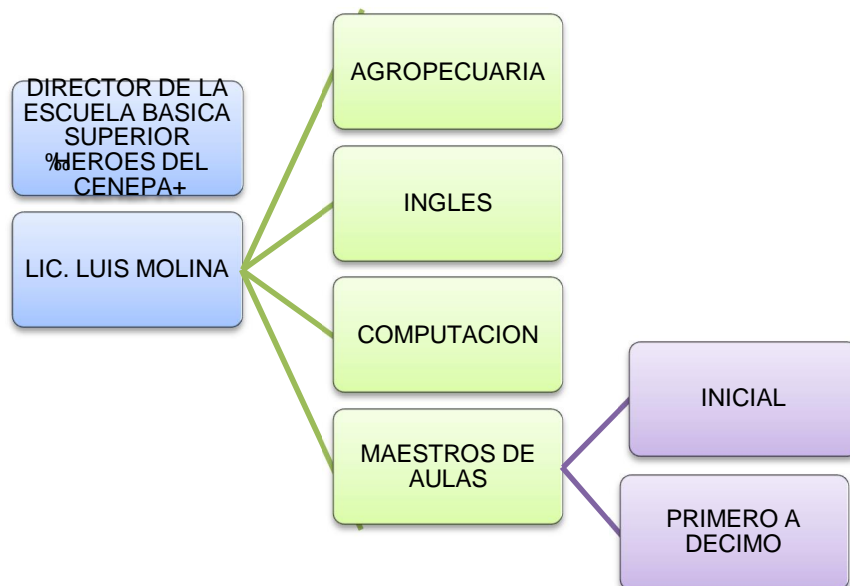 DIRECTOR DE LA
ESCUELA BASICA
SUPERIOR
‰HEROES DEL
CENEPA+
LIC. LUIS MOLINA
AGROPECUARIA
INGLES
COMPUTACION
MAESTROS DE
AULAS
INICIAL
PRIMERO A
DECIMO